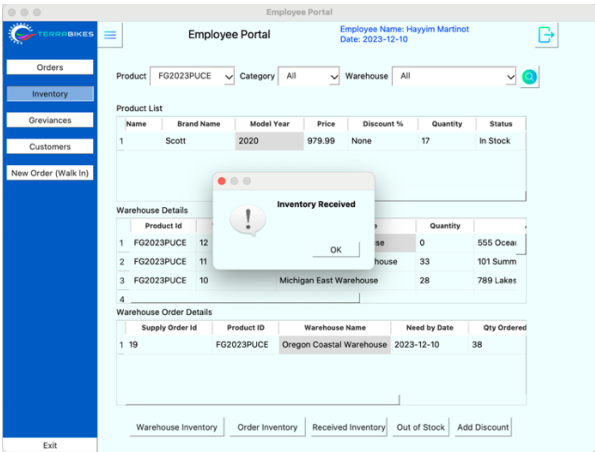 Employee Portal
TERRABIKES
Employee Portal
Employee Name: Hayyim Martinot
Date: 2023-12-10
Orders
Inventory
Greviances
Customers
New Order (Walk In)
Exit
Product FG2023PUCE Category All Warehouse All
Product List
Name Brand Name Model Year Price Discount % Quantity Status
1 Scott 2020 979.99 None 17 In Stock
Inventory Received
OK
Warehouse Details
Product Id Quantity
1 FG2023PUCE 12 0 555 Ocean
2 FG2023PUCE 11 33 101 Summ
3 FG2023PUCE 10 Michigan East Warehouse 28 789 Lakes
4
Warehouse Order Details
Supply Order Id Product ID Warehouse Name Need by Date Qty Ordered
1 19 FG2023PUCE Oregon Coastal Warehouse 2023-12-10 38
Warehouse Inventory Order Inventory Received Inventory Out of Stock Add Discount